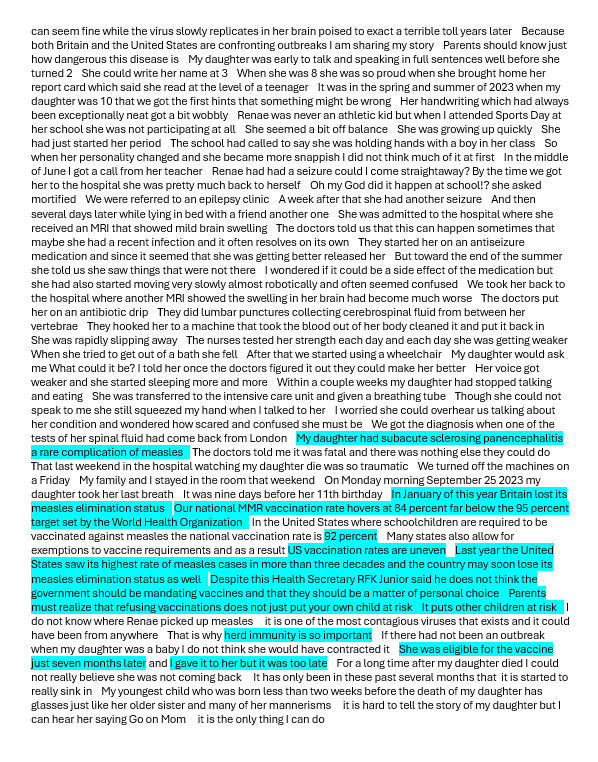 can seem fine while the virus slowly replicates in her brain poised to exact a terrible toll years later   Because
both Britain and the United States are confronting outbreaks I am sharing my story   Parents should know just
how dangerous this disease is   My daughter was early to talk and speaking in full sentences well before she
turned 2   She could write her name at 3   When she was 8 she was so proud when she brought home her
report card which said she read at the level of a teenager   It was in the spring and summer of 2023 when my
daughter was 10 that we got the first hints that something might be wrong   Her handwriting which had always
been exceptionally neat got a bit wobbly   Renae was never an athletic kid but when I attended Sports Day at
her school she was not participating at all   She seemed a bit off balance   She was growing up quickly   She
had just started her period   The school had called to say she was holding hands with a boy in her class   So
when her personality changed and she became more snappish I did not think much of it at first   In the middle
of June I got a call from her teacher   Renae had had a seizure could I come straightaway? By the time we got
her to the hospital she was pretty much back to herself   Oh my God did it happen at school!? she asked
mortified   We were referred to an epilepsy clinic   A week after that she had another seizure   And then
several days later while lying in bed with a friend another one   She was admitted to the hospital where she
received an MRI that showed mild brain swelling   The doctors told us that this can happen sometimes that
maybe she had a recent infection and it often resolves on its own   They started her on an antiseizure
medication and since it seemed that she was getting better released her   But toward the end of the summer
she told us she saw things that were not there   I wondered if it could be a side effect of the medication but
she had also started moving very slowly almost robotically and often seemed confused   We took her back to
the hospital where another MRI showed the swelling in her brain had become much worse   The doctors put
her on an antibiotic drip   They did lumbar punctures collecting cerebrospinal fluid from between her
vertebrae   They hooked her to a machine that took the blood out of her body cleaned it and put it back in
She was rapidly slipping away   The nurses tested her strength each day and each day she was getting weaker
When she tried to get out of a bath she fell   After that we started using a wheelchair   My daughter would ask
me What could it be? I told her once the doctors figured it out they could make her better   Her voice got
weaker and she started sleeping more and more   Within a couple weeks my daughter had stopped talking
and eating   She was transferred to the intensive care unit and given a breathing tube   Though she could not
speak to me she still squeezed my hand when I talked to her   I worried she could overhear us talking about
her condition and wondered how scared and confused she must be   We got the diagnosis when one of the
tests of her spinal fluid had come back from London   My daughter had subacute sclerosing panencephalitis
a rare complication of measles   The doctors told me it was fatal and there was nothing else they could do
That last weekend in the hospital watching my daughter die was so traumatic   We turned off the machines on
a Friday   My family and I stayed in the room that weekend   On Monday morning September 25 2023 my
daughter took her last breath   It was nine days before her 11th birthday   In January of this year Britain lost its
measles elimination status   Our national MMR vaccination rate hovers at 84 percent far below the 95 percent
target set by the World Health Organization   In the United States where schoolchildren are required to be
vaccinated against measles the national vaccination rate is 92 percent   Many states also allow for
exemptions to vaccine requirements and as a result US vaccination rates are uneven   Last year the United
States saw its highest rate of measles cases in more than three decades and the country may soon lose its
measles elimination status as well   Despite this Health Secretary RFK Junior said he does not think the
government should be mandating vaccines and that they should be a matter of personal choice   Parents
must realize that refusing vaccinations does not just put your own child at risk   It puts other children at risk   I
do not know where Renae picked up measles   it is one of the most contagious viruses that exists and it could
have been from anywhere   That is why herd immunity is so important   If there had not been an outbreak
when my daughter was a baby I do not think she would have contracted it   She was eligible for the vaccine
just seven months later and I gave it to her but it was too late   For a long time after my daughter died I could
not really believe she was not coming back   It has only been in these past several months that it is started to
really sink in   My youngest child who was born less than two weeks before the death of my daughter has
glasses just like her older sister and many of her mannerisms   it is hard to tell the story of my daughter but I
can hear her saying Go on Mom   it is the only thing I can do